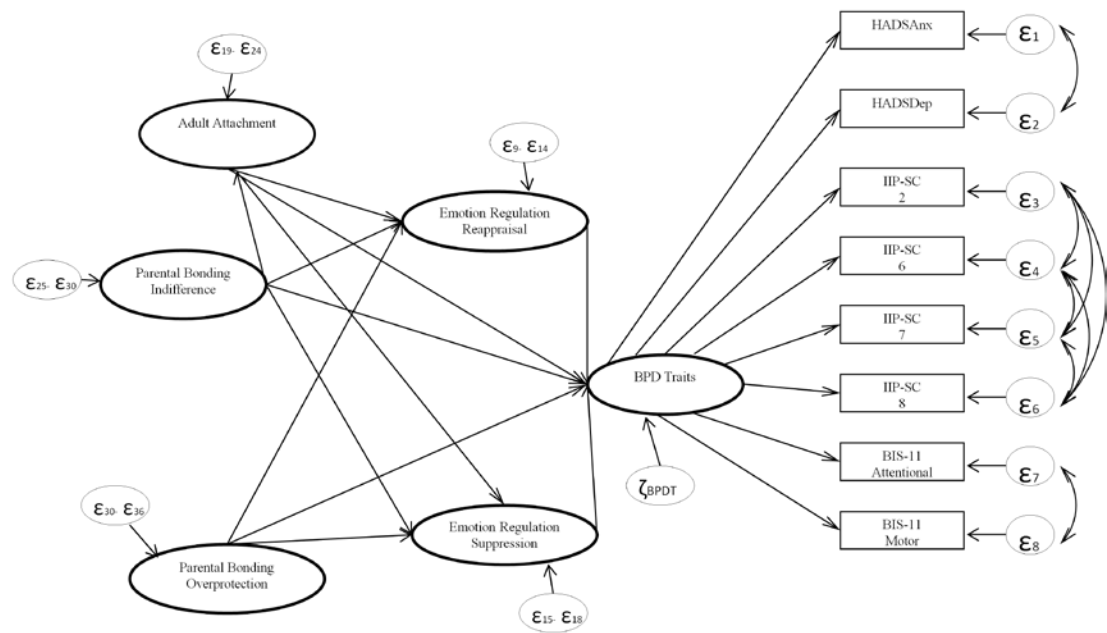 ε19- ε24
Adult Attachment
ε9- ε14
Emotion Regulation
Reappraisal
Parental Bonding
Indifference
ε25- ε30
BPD Traits
ζBPDT
ε30- ε36
Parental Bonding
Overprotection
Emotion Regulation
Suppression
ε15- ε18
HADSAnx
ε1
HADSDep
ε2
IIP-SC
2
ε3
IIP-SC
6
ε4
IIP-SC
7
ε5
IIP-SC
8
ε6
BIS-11
Attentional
ε7
BIS-11
Motor
ε8